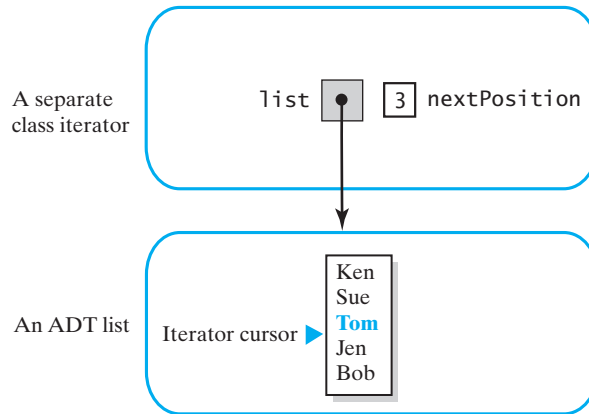 A separate
class iterator
list
3 nextPosition
An ADT list
Iterator cursor
Ken
Sue
Tom
Jen
Bob